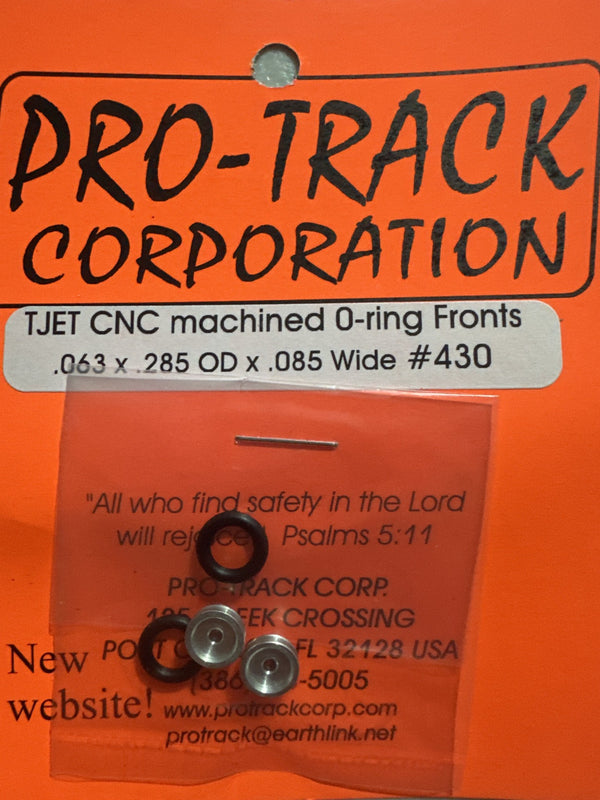 PRO-TRACK
CORPORATION
TJET CNC machined O-ring Fronts
.063 x .285 OD x .085 Wide #430
"All who find safety in the Lord
will Psalms 5:11
PRO-TRACK CORP.
CROSSING
FL 32128 USA
-5005
New
website! www.protrackcorp.com
protrack@earthlink.net